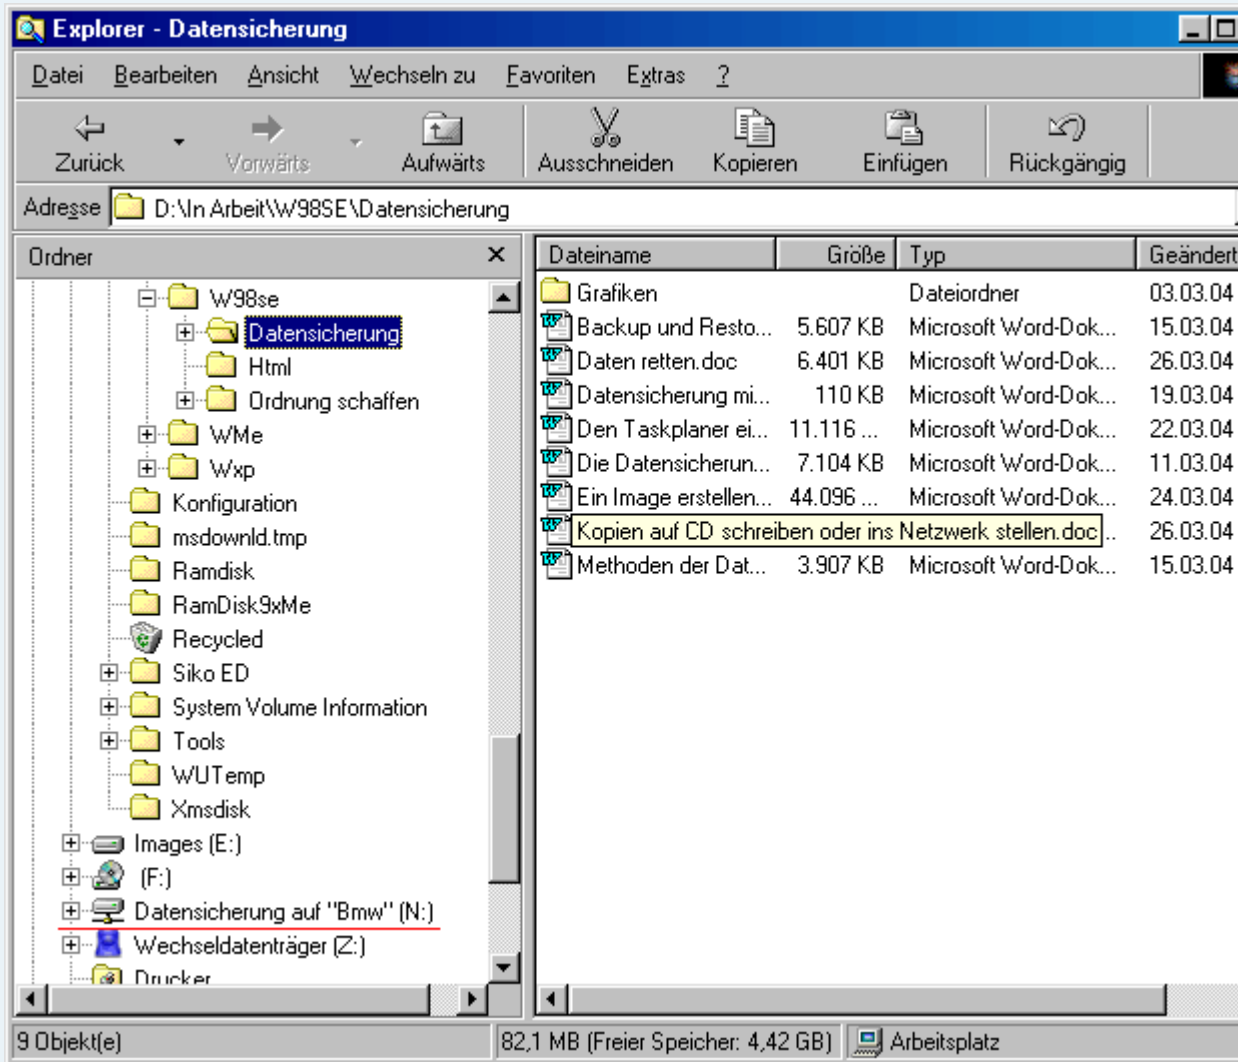 Explorer - Datensicherung
Datei Bearbeiten Ansicht Wechseln zu Favoriten Extras ?
Zurück Vorwärts Aufwärts Ausschneiden Kopieren Einfügen Rückgängig
Adresse D:\In Arbeit\W98SE\Datensicherung
Ordner
W98se
Datensicherung
Html
Ordnung schaffen
WMe
Wxp
Konfiguration
msdownld.tmp
Ramdisk
RamDisk9xMe
Recycled
Siko ED
System Volume Information
Tools
WUTemp
Xmsdisk
Images (E:)
(F:)
Datensicherung auf "Bmw" (N:)
Wechseldatenträger (Z:)
Drucker
Dateiname Größe Typ Geändert
Grafiken Dateiordner 03.03.04
Backup und Resto... 5.607 KB Microsoft Word-Dok... 15.03.04
Daten retten.doc 6.401 KB Microsoft Word-Dok... 26.03.04
Datensicherung mi... 110 KB Microsoft Word-Dok... 19.03.04
Den Taskplaner ei... 11.116 ... Microsoft Word-Dok... 22.03.04
Die Datensicherun... 7.104 KB Microsoft Word-Dok... 11.03.04
Ein Image erstellen... 44.096 ... Microsoft Word-Dok... 24.03.04
Kopien auf CD schreiben oder ins Netzwerk stellen.doc .. 26.03.04
Methoden der Dat... 3.907 KB Microsoft Word-Dok... 15.03.04
9 Objekt(e) 82,1 MB (Freier Speicher: 4,42 GB) Arbeitsplatz